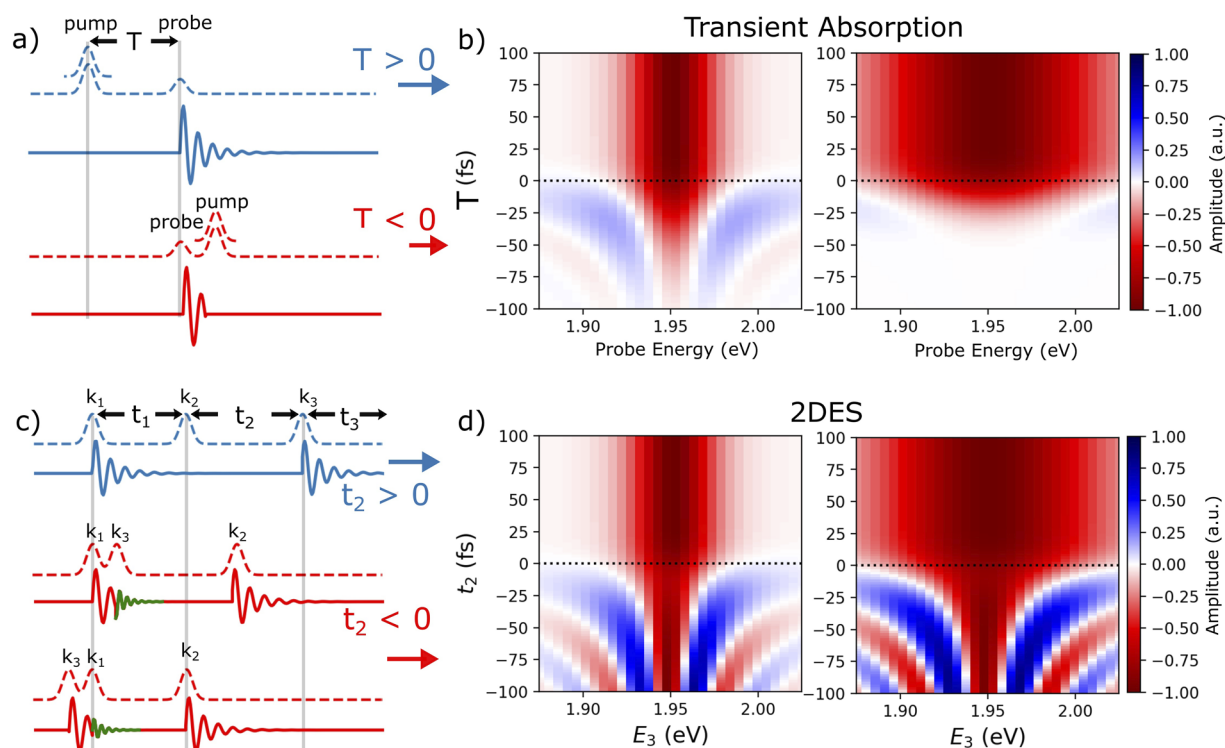 a)
pump
probe
T
T > 0
pump
probe
T < 0
b)
Transient Absorption
T (fs)
100
75
50
25
0
−25
−50
−75
−100
1.90
1.95
2.00
Probe Energy (eV)
1.90
1.95
2.00
Probe Energy (eV)
1.00
0.75
0.50
0.25
0.00
−0.25
−0.50
−0.75
−1.00
Amplitude (a.u.)
c)
k1
t1
k2
t2
k3
t3
t2 > 0
k1
k3
k2
t2 < 0
k3
k1
k2
d)
2DES
t2 (fs)
100
75
50
25
0
−25
−50
−75
−100
1.90
1.95
2.00
E3 (eV)
1.90
1.95
2.00
E3 (eV)
1.00
0.75
0.50
0.25
0.00
−0.25
−0.50
−0.75
−1.00
Amplitude (a.u.)